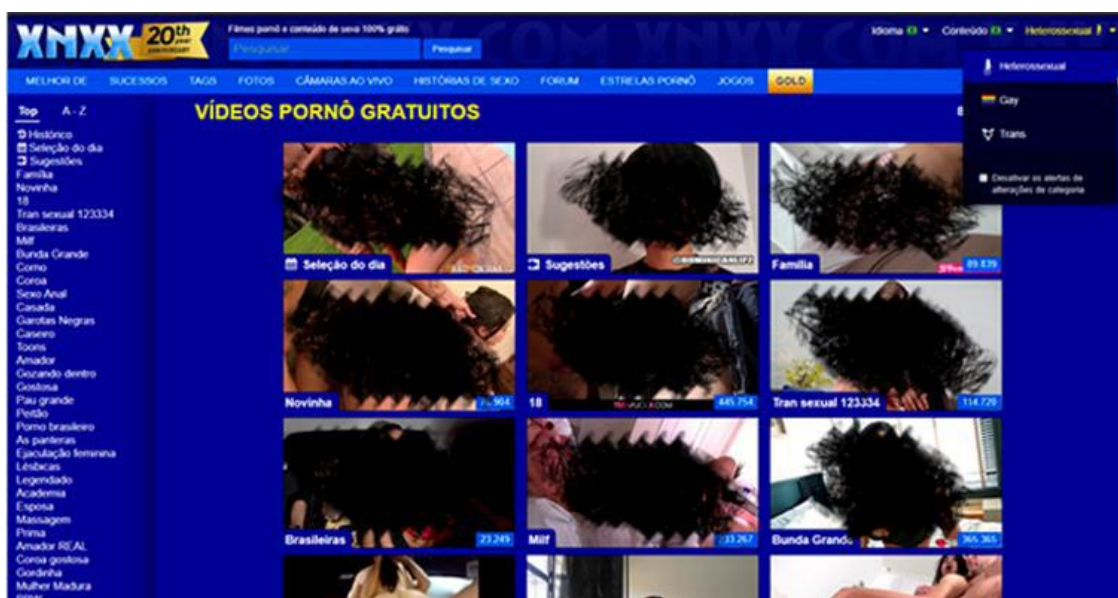 XNXX 20th year anniversary
Filmes pornô e conteúdo de sexo 100% grátis
Pesquisar
Pesquisar
Idioma
Conteúdo
Heterossexual
MELHOR DE SUCESSOS TAGS FOTOS CÂMARAS AO VIVO HISTÓRIAS DE SEXO FORUM ESTRELAS PORNÔ JOGOS GOLD
Heterossexual
Gay
Trans
Desativar os alertas de
alterações de categoria
Top A - Z
Histórico
Seleção do dia
Sugestões
Família
Novinha
18
Tran sexual 123334
Brasileiras
Milf
Bunda Grande
Corno
Coroa
Sexo Anal
Casada
Garotas Negras
Caseiro
Toons
Amador
Gozando dentro
Gostosa
Pau grande
Peitão
Porno brasileiro
As panteras
Ejaculação feminina
Lésbicas
Legendado
Academia
Esposa
Massagem
Prima
Amador REAL
Coroa gostosa
Gordinha
Mulher Madura
VÍDEOS PORNÔ GRATUITOS
Seleção do dia
Sugestões
Família 89.839
Novinha
18 445.754
Tran sexual 123334 114.720
Brasileiras 23.249
Milf
Bunda Grande 365.365